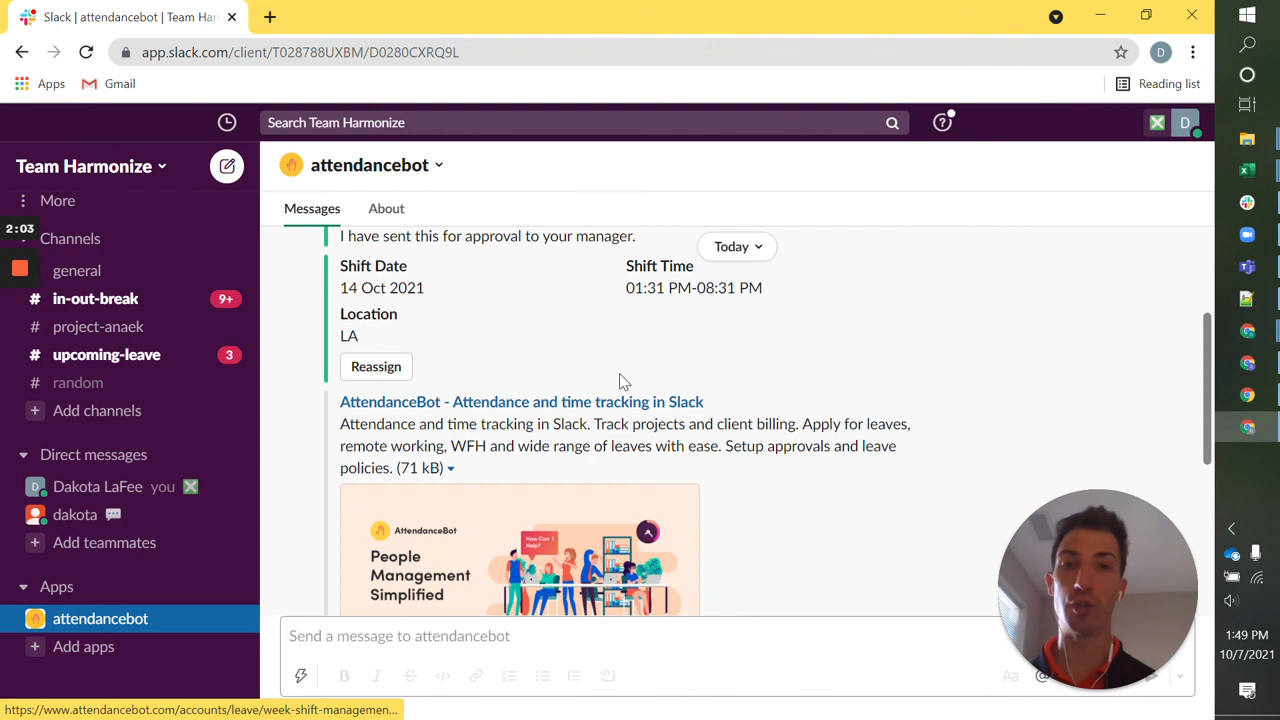 Slack | attendancebot | Team Har
app.slack.com/client/T028788UXBM/D0280CXRQ9L
D
Apps
Gmail
Reading list
Search Team Harmonize
D
Team Harmonize
attendancebot
More
Messages
About
2:03
Channels
I have sent this for approval to your manager.
Today
general
Shift Date
Shift Time
14 Oct 2021
01:31 PM-08:31 PM
# in-out-break 9+
Location
# project-anaek
LA
# upcoming-leave 3
Reassign
# random
AttendanceBot - Attendance and time tracking in Slack
+ Add channels
Attendance and time tracking in Slack. Track projects and client billing. Apply for leaves,
remote working, WFH and wide range of leaves with ease. Setup approvals and leave
policies. (71 kB)
Direct messages
D Dakota LaFee you
dakota
+ Add teammates
AttendanceBot
How Can I
Help?
People
Management
Simplified
Apps
attendancebot
+ Add apps
Send a message to attendancebot
B I S
Aa @
1:49 PM
10/7/2021
https://www.attendancebot.com/accounts/leave/week-shift-managemen...